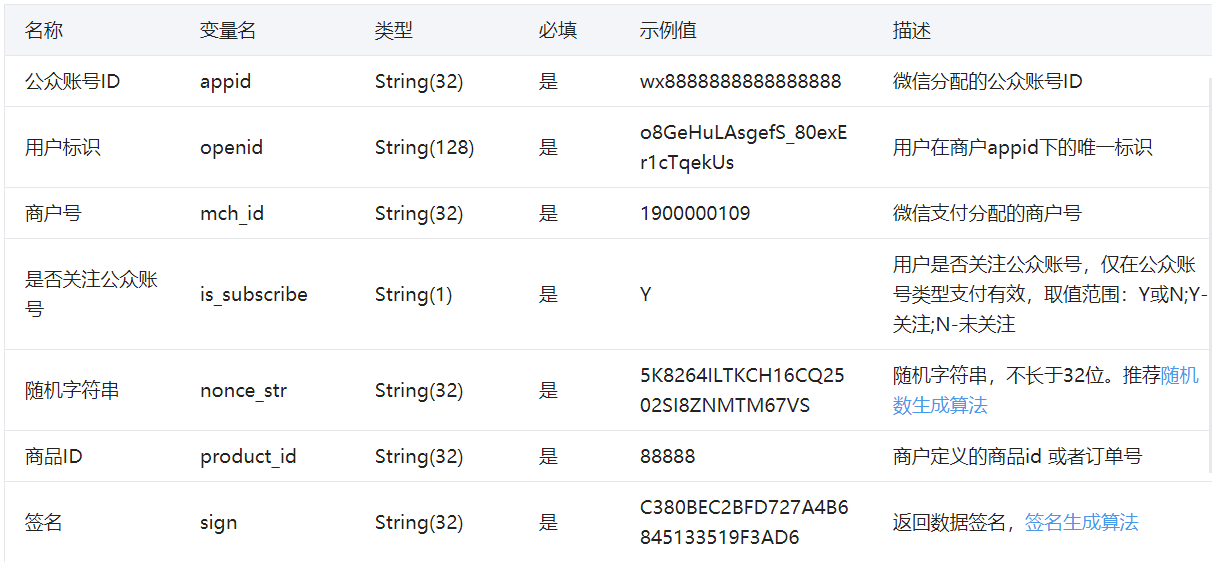 名称 变量名 类型 必填 示例值 描述
公众账号ID appid String(32) 是 wx8888888888888888 微信分配的公众账号ID
用户标识 openid String(128) 是 o8GeHuLAsgefS_80exE
r1cTqekUs 用户在商户appid下的唯一标识
商户号 mch_id String(32) 是 1900000109 微信支付分配的商户号
是否关注公众账
号 is_subscribe String(1) 是 Y 用户是否关注公众账号，仅在公众账
号类型支付有效，取值范围：Y或N;Y-
关注;N-未关注
随机字符串 nonce_str String(32) 是 5K8264ILTKCH16CQ25
02SI8ZNMTM67VS 随机字符串，不长于32位。推荐随机
数生成算法
商品ID product_id String(32) 是 88888 商户定义的商品id 或者订单号
签名 sign String(32) 是 C380BEC2BFD727A4B6
845133519F3AD6 返回数据签名，签名生成算法